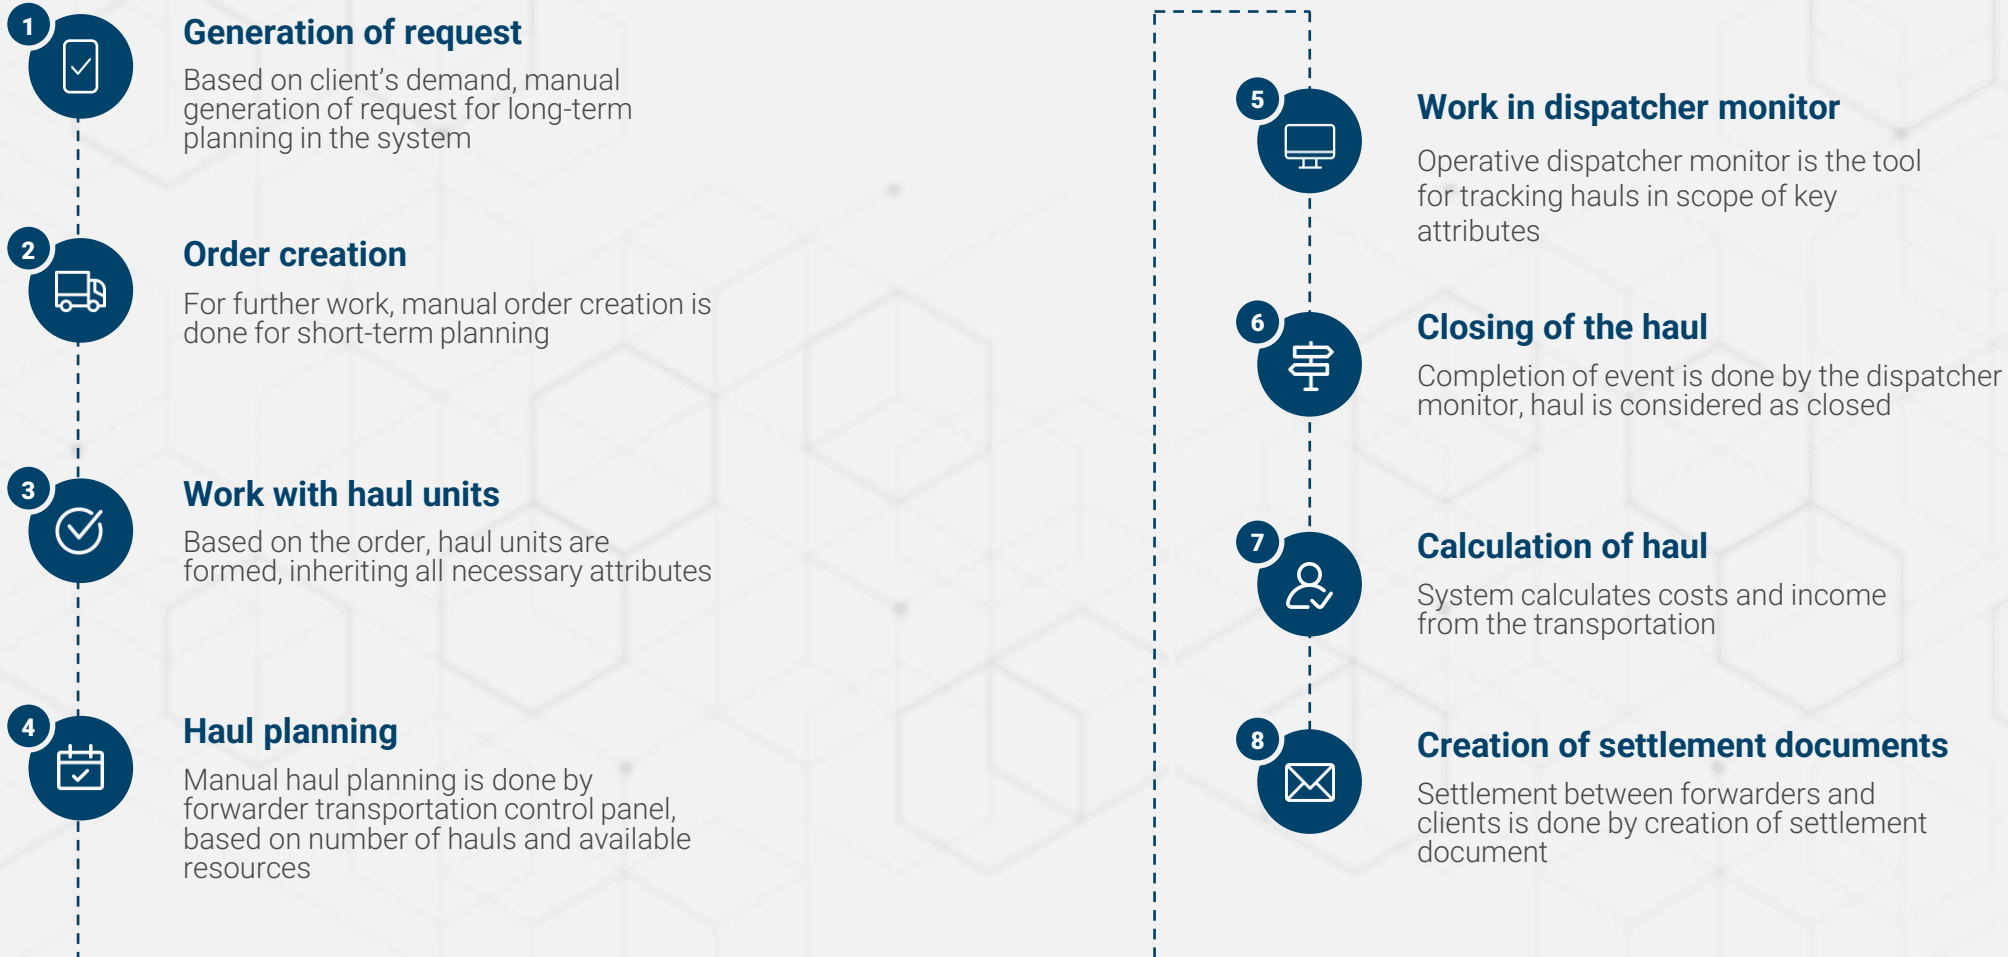 1
Generation of request
Based on client’s demand, manual
generation of request for long-term
planning in the system
2
Order creation
For further work, manual order creation is
done for short-term planning
3
Work with haul units
Based on the order, haul units are
formed, inheriting all necessary attributes
4
Haul planning
Manual haul planning is done by
forwarder transportation control panel,
based on number of hauls and available
resources
5
Work in dispatcher monitor
Operative dispatcher monitor is the tool
for tracking hauls in scope of key
attributes
6
Closing of the haul
Completion of event is done by the dispatcher
monitor, haul is considered as closed
7
Calculation of haul
System calculates costs and income
from the transportation
8
Creation of settlement documents
Settlement between forwarders and
clients is done by creation of settlement
document